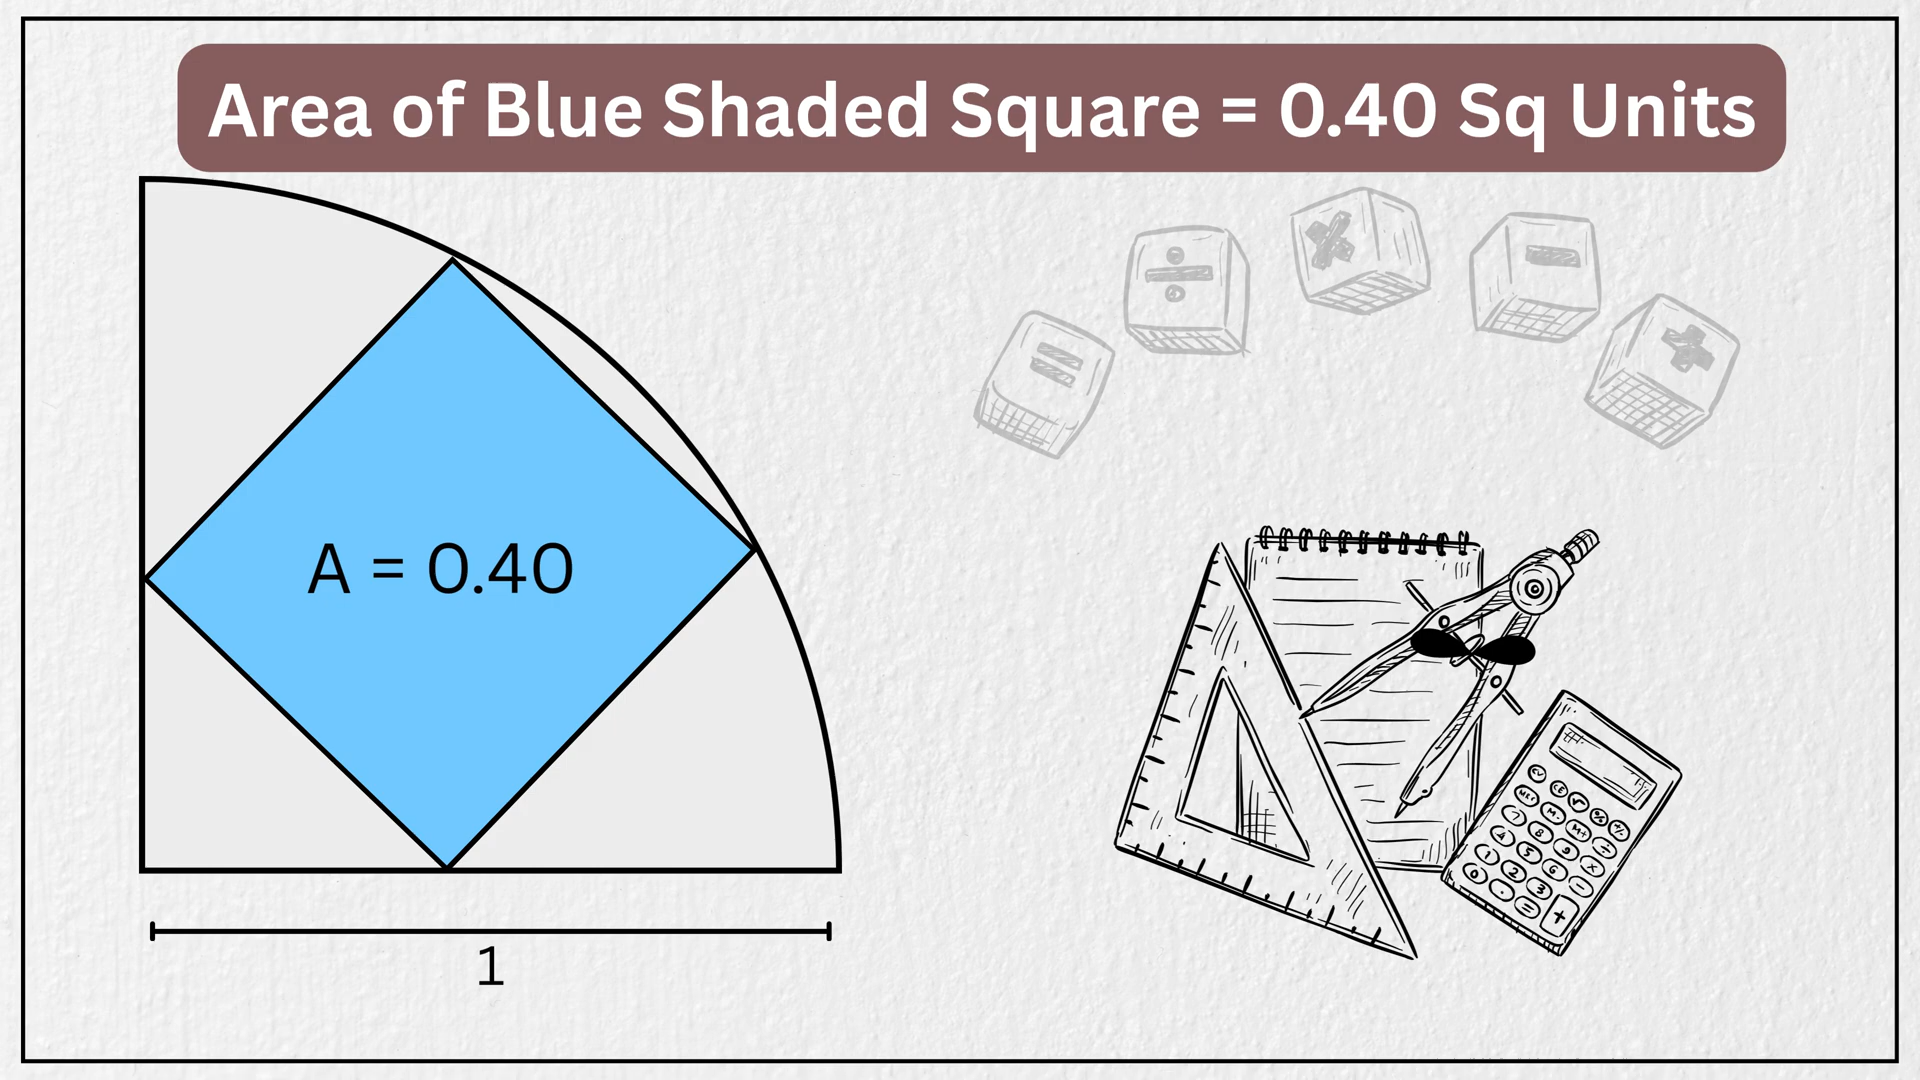 Area of Blue Shaded Square = 0.40 Sq Units
A = 0.40
1